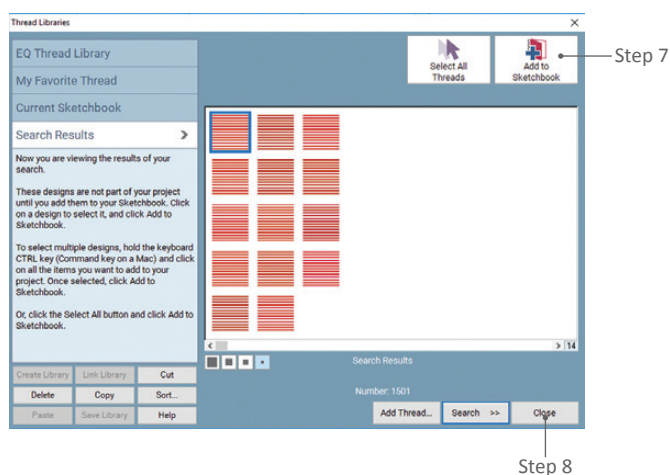 Thread Libraries
EQ Thread Library
My Favorite Thread
Current Sketchbook
Search Results
Now you are viewing the results of your
search.
These designs are not part of your project
until you add them to your Sketchbook. Click
on a design to select it, and click Add to
Sketchbook.
To select multiple designs, hold the keyboard
CTRL key (Command key on a Mac) and click
on all the items you want to add to your
project. Once selected, click Add to
Sketchbook.
Or, click the Select All button and click Add to
Sketchbook.
Create Library Link Library Cut
Delete Copy Sort...
Paste Save Library Help
Select All
Threads
Add to
Sketchbook
Step 7
14
Search Results
Number: 1501
Add Thread... Search >> Close
Step 8